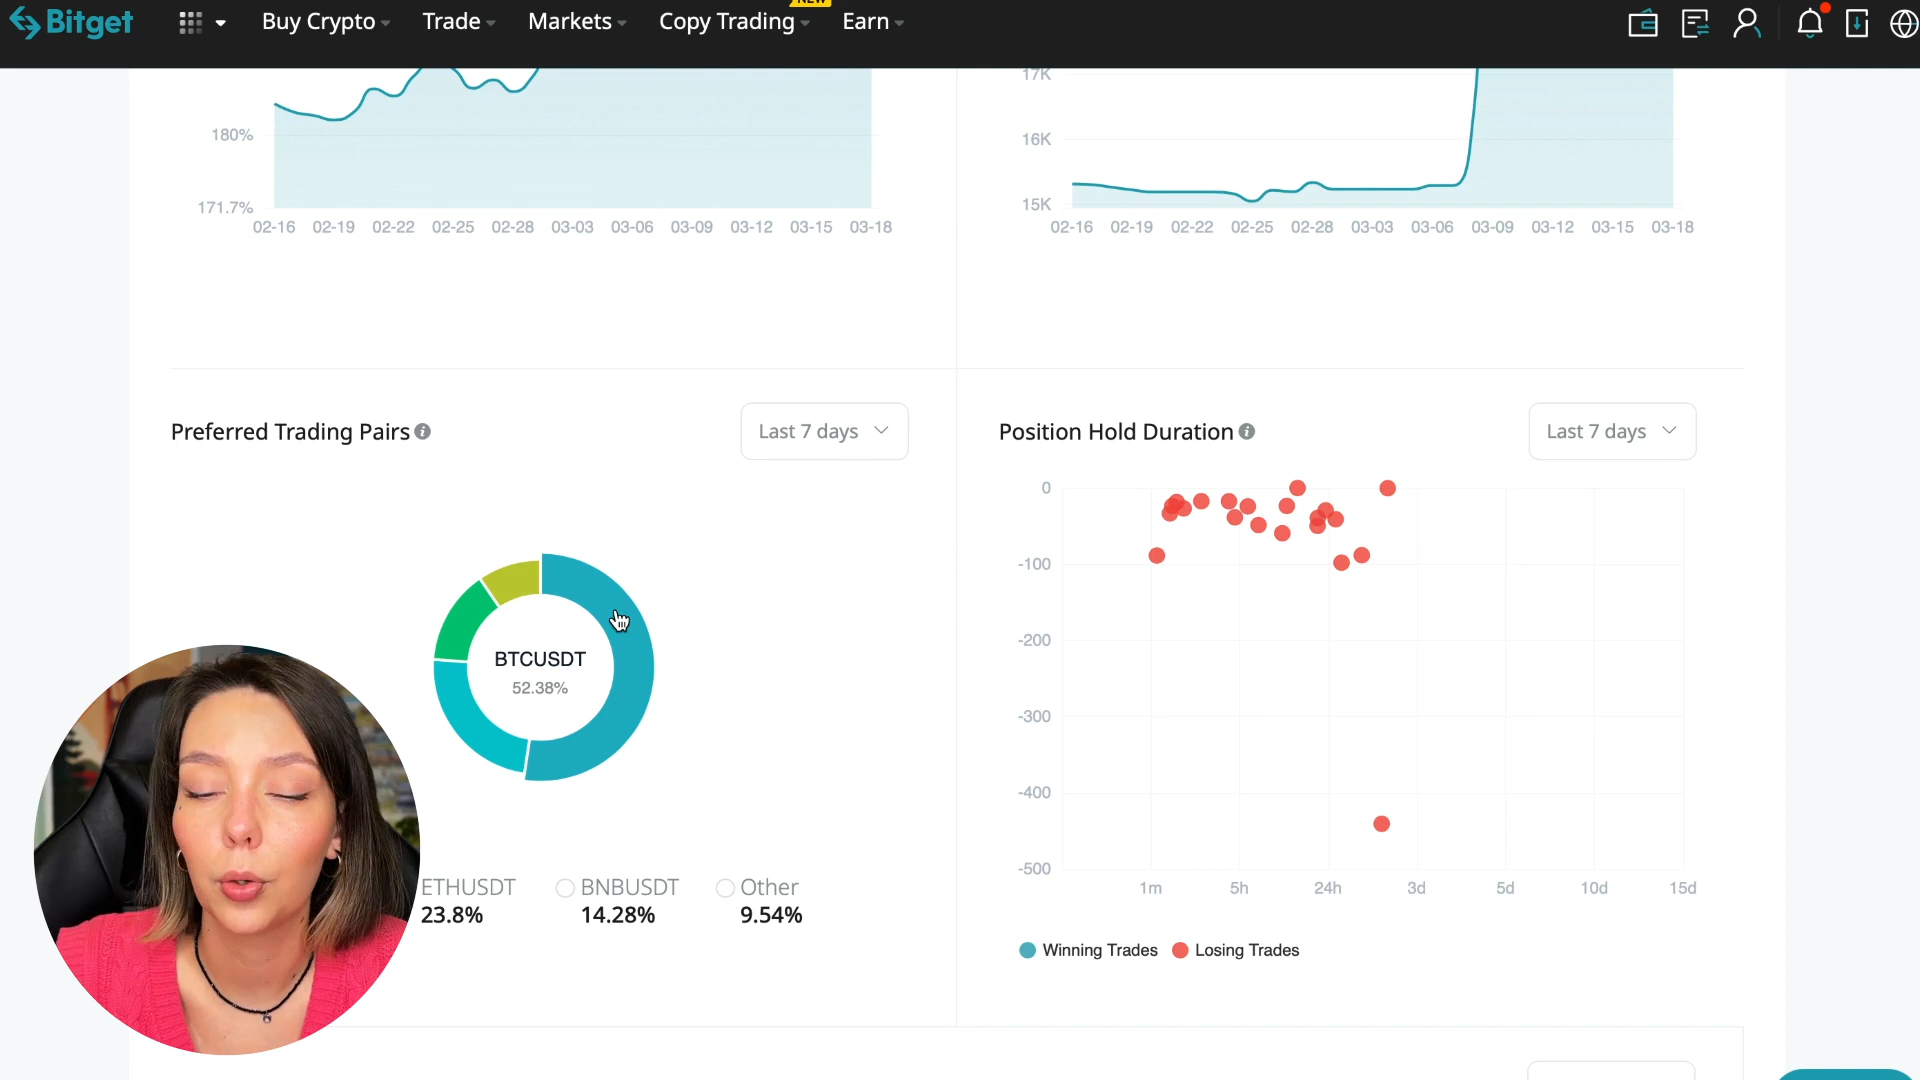 Bitget
Buy Crypto
Trade
Markets
Copy Trading
NEW
Earn
180%
171.7%
02-16 02-19 02-22 02-25 02-28 03-03 03-06 03-09 03-12 03-15 03-18
17K
16K
15K
02-16 02-19 02-22 02-25 02-28 03-03 03-06 03-09 03-12 03-15 03-18
Preferred Trading Pairs
Last 7 days
BTCUSDT
52.38%
ETHUSDT
23.8%
BNBUSDT
14.28%
Other
9.54%
Position Hold Duration
Last 7 days
0
-100
-200
-300
-400
-500
1m 5h 24h 3d 5d 10d 15d
Winning Trades
Losing Trades